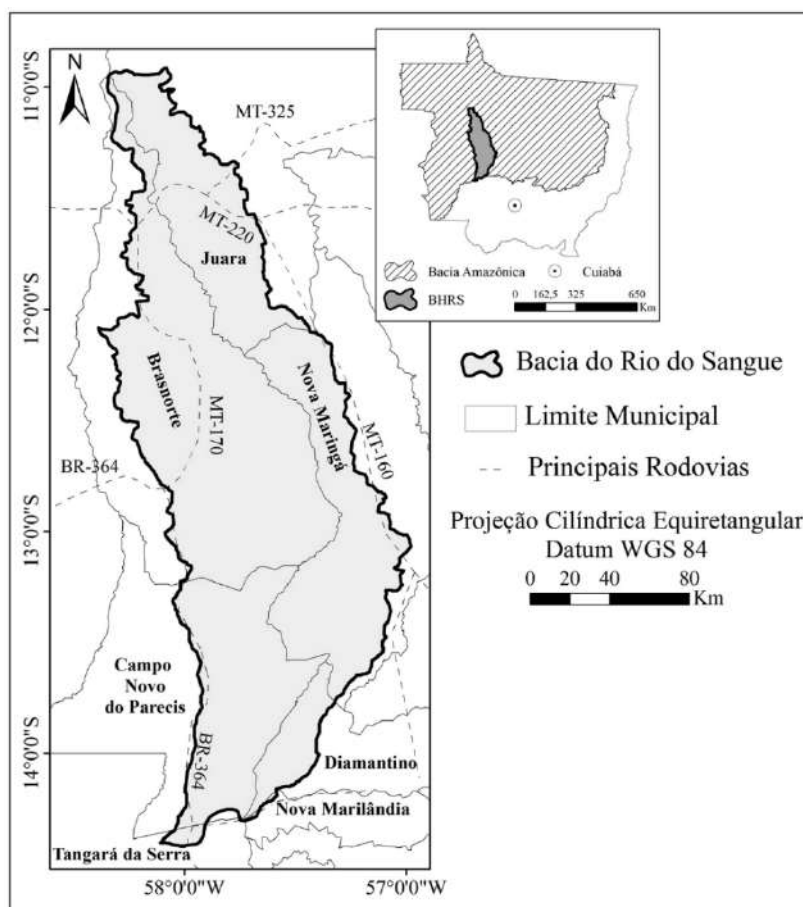 N
11°0'0"S
12°0'0"S
13°0'0"S
14°0'0"S
58°0'0"W
57°0'0"W
MT-325
MT-220
Juara
Brasnorte
MT-170
Nova Maringá
MT-160
BR-364
Campo
Novo
do Parecis
BR-364
Diamantino
Nova Marilândia
Tangará da Serra
Bacia Amazônica
Cuiabá
BHRS
0 162,5 325 650
Km
Bacia do Rio do Sangue
Limite Municipal
Principais Rodovias
Projeção Cilíndrica Equiretangular
Datum WGS 84
0 20 40 80
Km